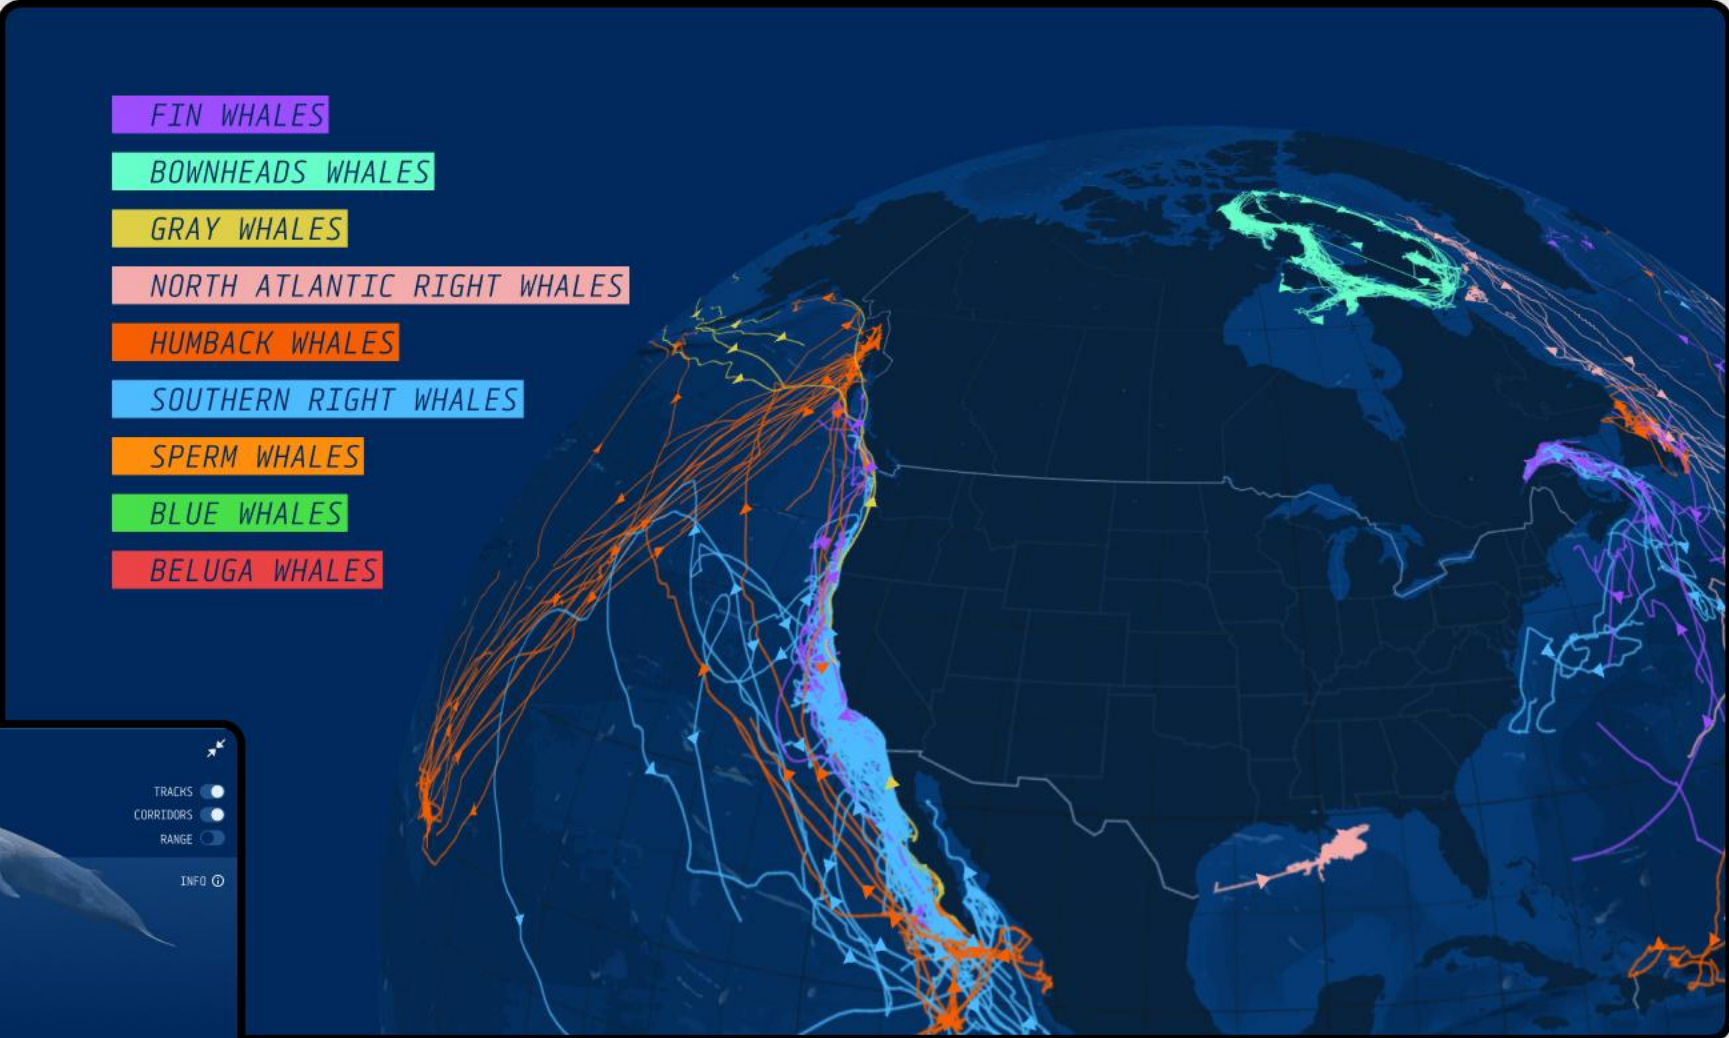 FIN WHALES
BOWNHEADS WHALES
GRAY WHALES
NORTH ATLANTIC RIGHT WHALES
HUMBACK WHALES
SOUTHERN RIGHT WHALES
SPERM WHALES
BLUE WHALES
BELUGA WHALES
TRACKS
CORRIDORS
RANGE
INFO